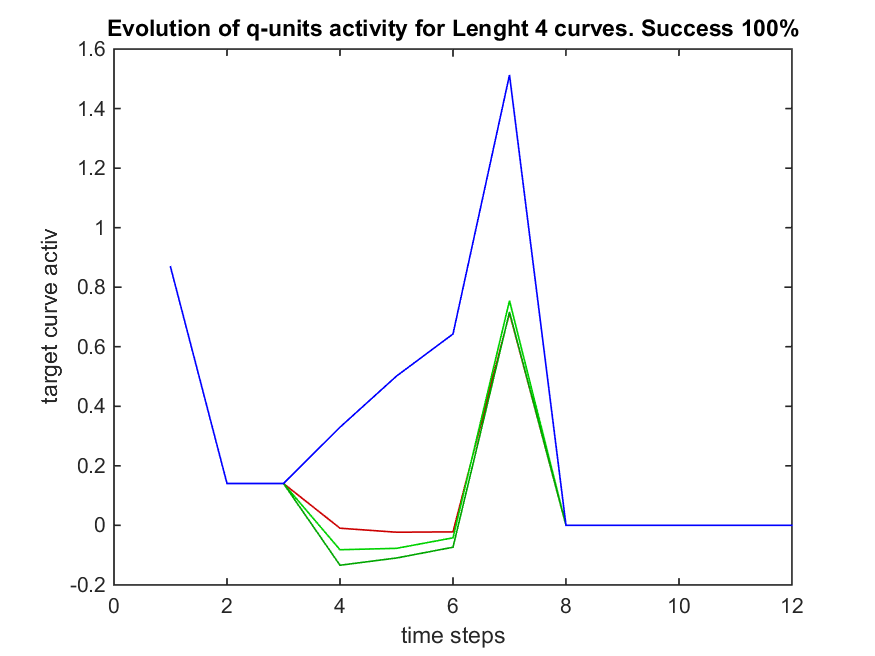 Evolution of q-units activity for Lenght 4 curves. Success 100%
1.6
1.4
1.2
1
0.8
0.6
0.4
0.2
0
-0.2
target curve activ
0 2 4 6 8 10 12
time steps